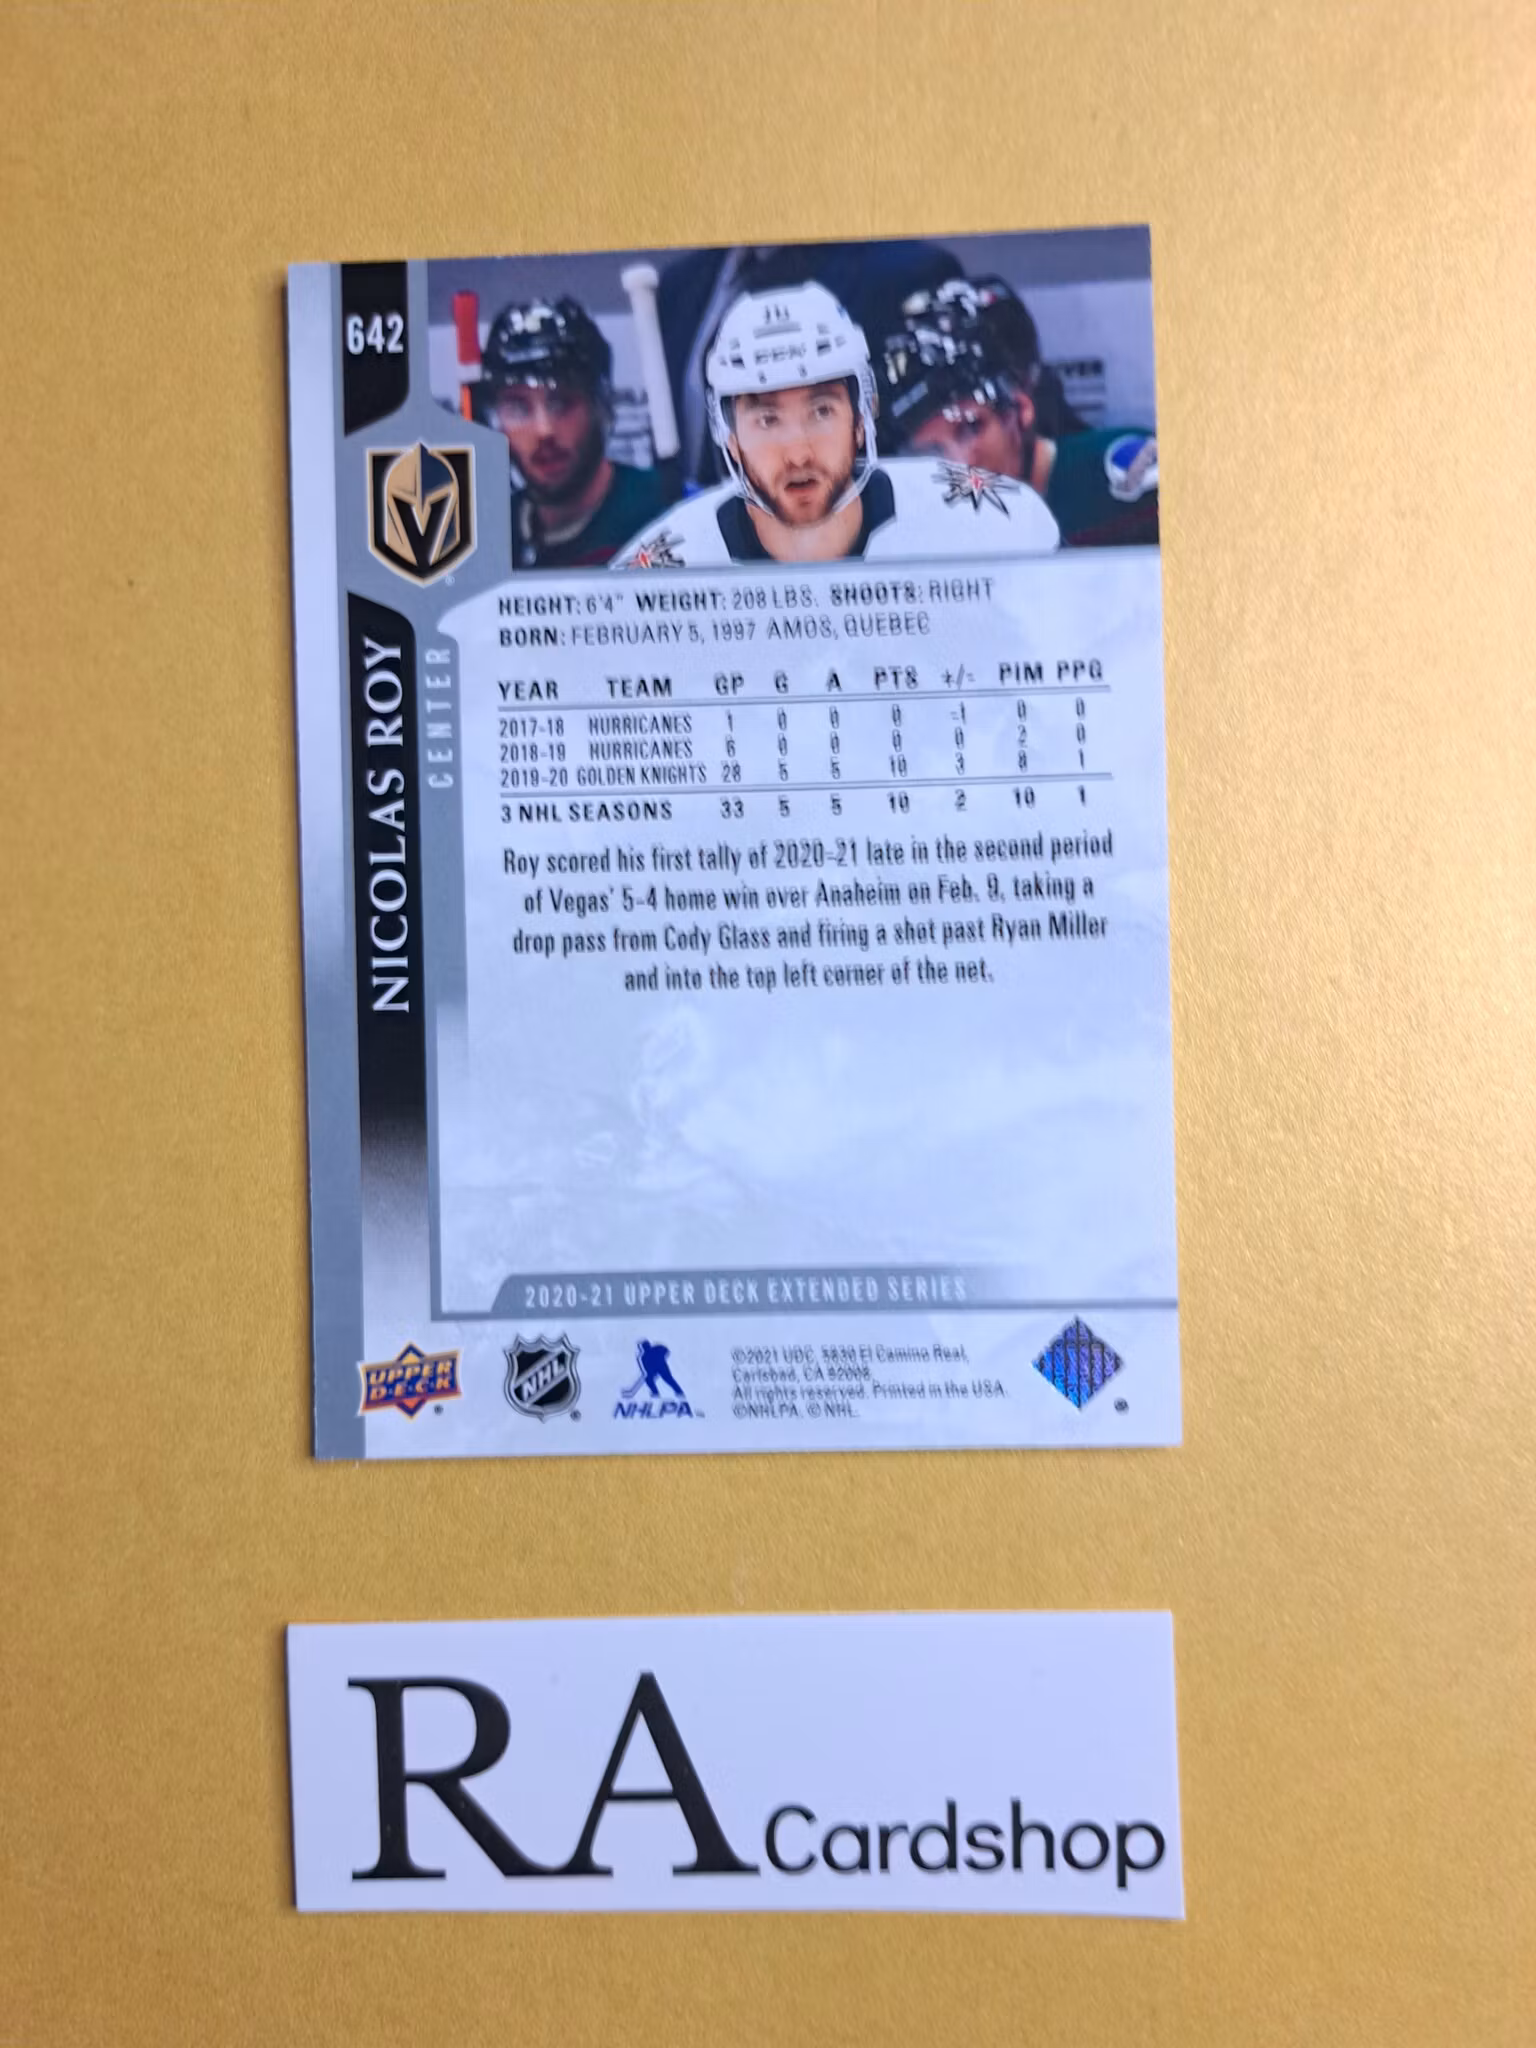 642
NICOLAS ROY
CENTER
HEIGHT: 6'4" WEIGHT: 208 LBS. SHOOTS: RIGHT
BORN: FEBRUARY 5, 1997 AMOS, QUEBEC
YEAR TEAM GP G A PTS +/- PIM PPG
2017-18 HURRICANES 1 0 0 0 -1 0 0
2018-19 HURRICANES 6 0 0 0 0 2 0
2019-20 GOLDEN KNIGHTS 28 5 5 10 3 8 1
3 NHL SEASONS 33 5 5 10 2 10 1
Roy scored his first tally of 2020-21 late in the second period
of Vegas' 5-4 home win over Anaheim on Feb. 9, taking a
drop pass from Cody Glass and firing a shot past Ryan Miller
and into the top left corner of the net.
2020-21 UPPER DECK EXTENDED SERIES
UPPER
DECK
NHL
NHLPA
©2021 UDC, 5830 El Camino Real,
Carlsbad, CA 92008.
All rights reserved. Printed in the USA.
©NHLPA. © NHL.
RA Cardshop